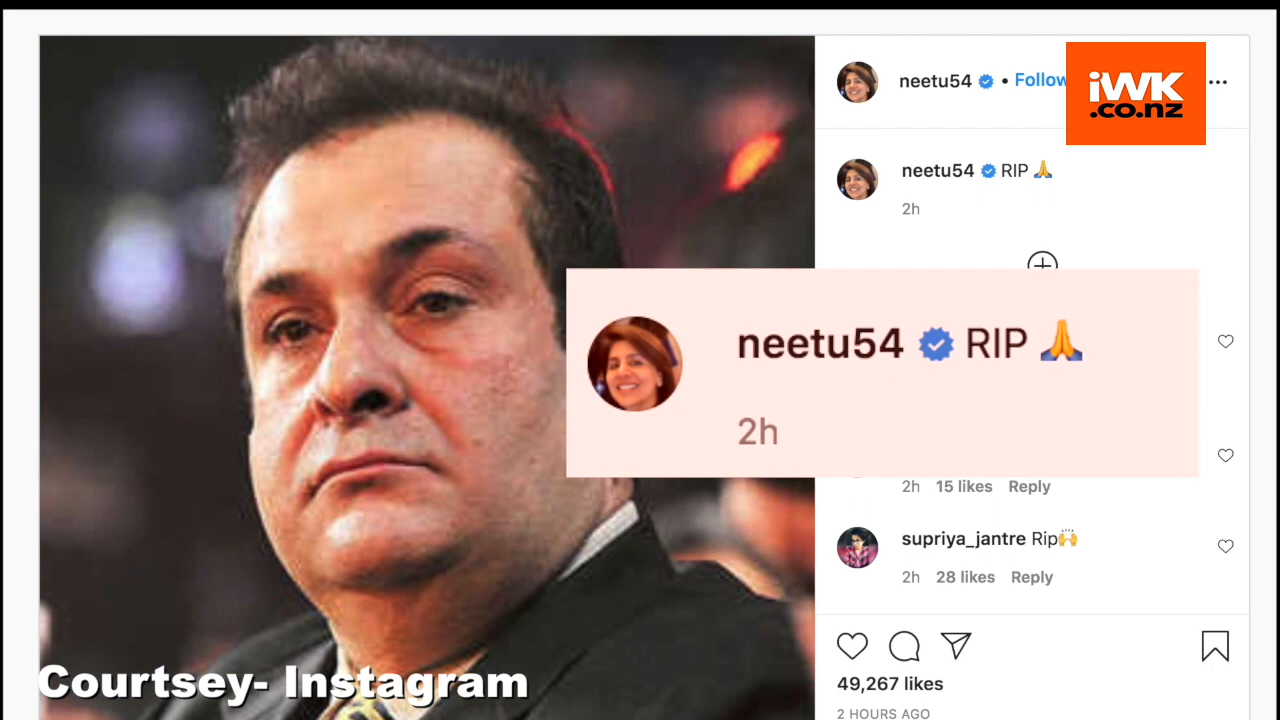 neetu54 • Follow
iWK
.co.nz
neetu54 RIP 🙏
2h
neetu54 RIP 🙏
2h
2h 15 likes Reply
supriya_jantre Rip🙌
2h 28 likes Reply
49,267 likes
2 HOURS AGO
Courtsey- Instagram